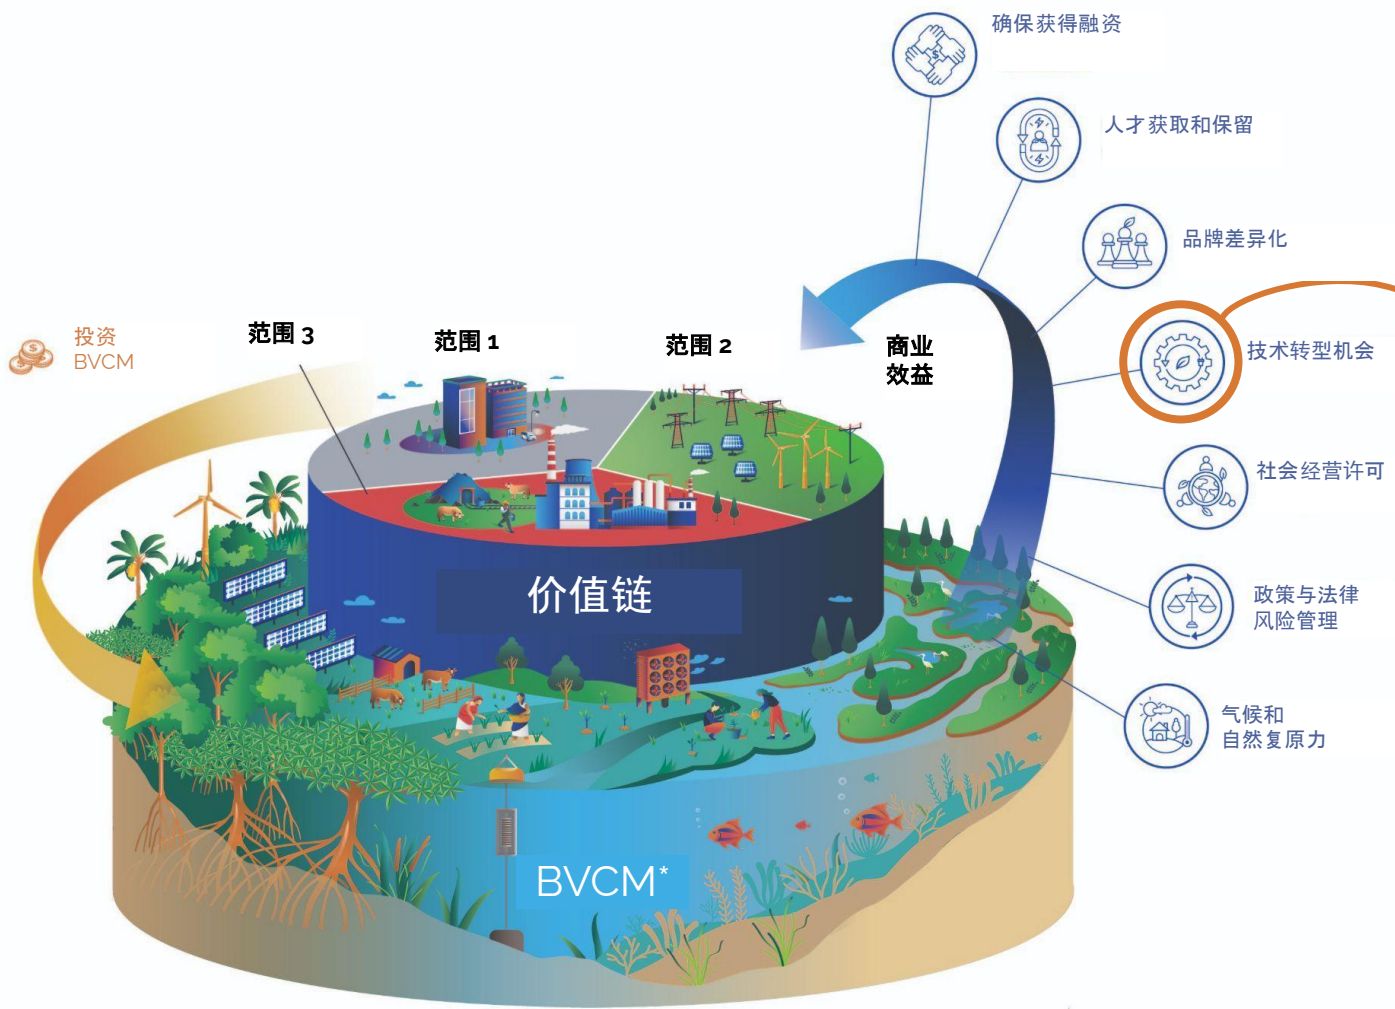 确保获得融资
人才获取和保留
品牌差异化
投资
BVCM
范围 3
范围 1
范围 2
商业
效益
技术转型机会
社会经营许可
价值链
政策与法律
风险管理
气候和
自然复原力
BVCM*